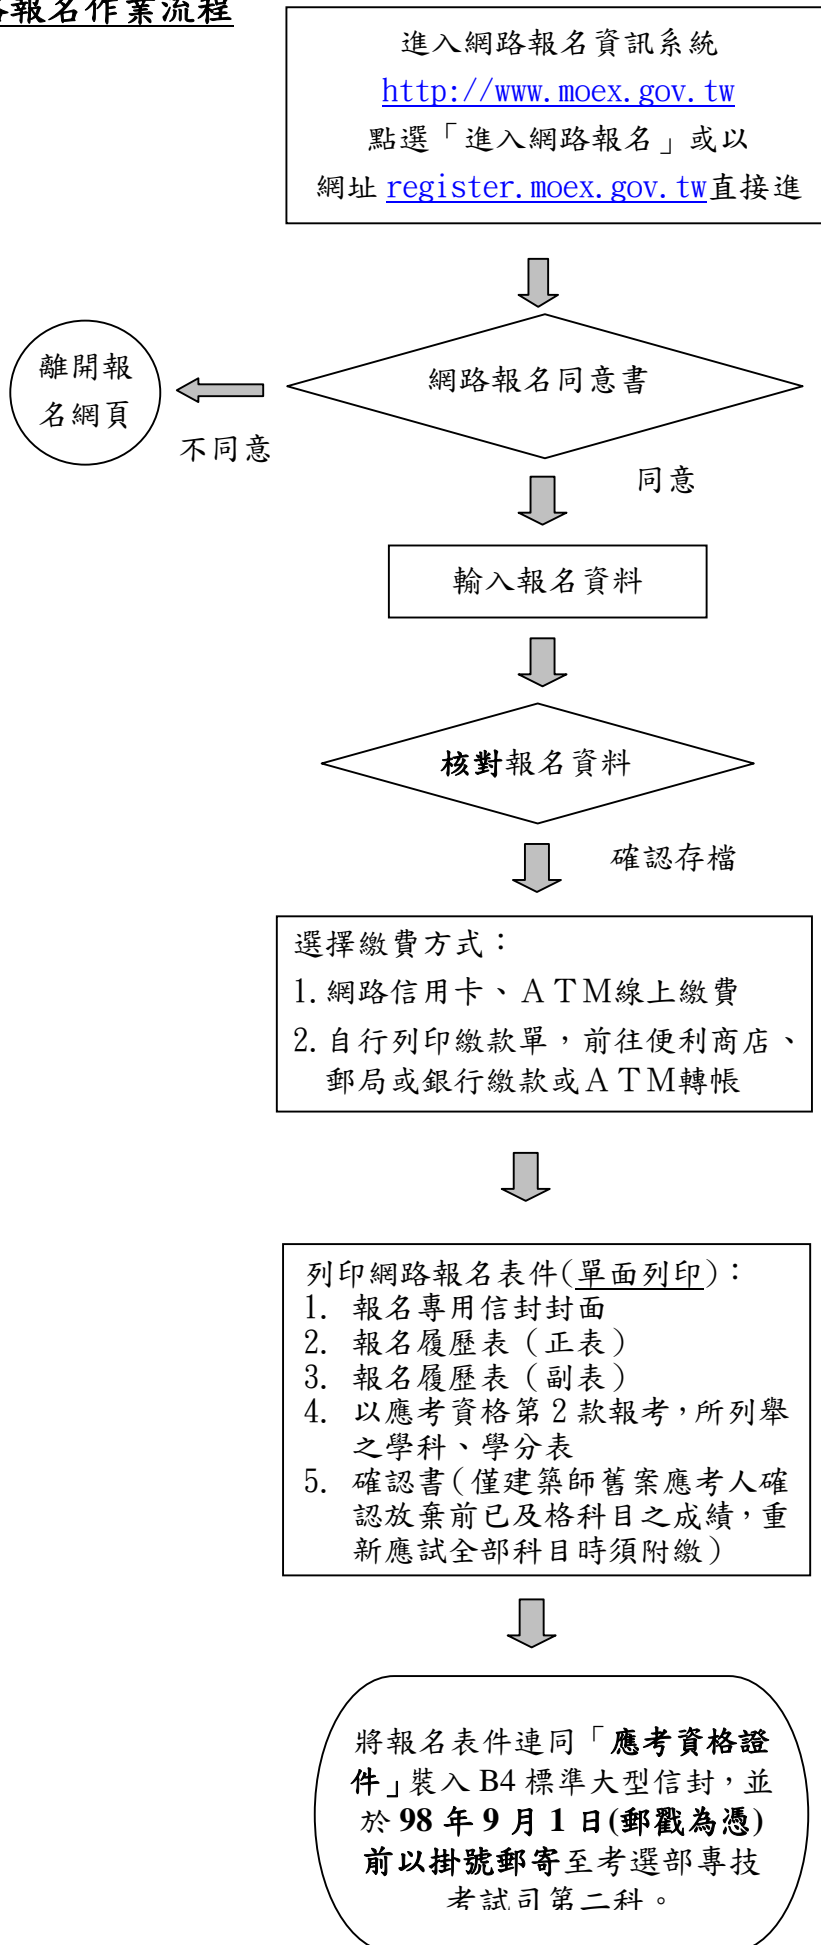 路報名作業流程
進入網路報名資訊系統
http://www.moex.gov.tw
點選「進入網路報名」或以
網址 register.moex.gov.tw直接進
網路報名同意書
離開報
名網頁
不同意
同意
輸入報名資料
核對報名資料
確認存檔
選擇繳費方式：
1.網路信用卡、ＡＴＭ線上繳費
2.自行列印繳款單，前往便利商店、
郵局或銀行繳款或ＡＴＭ轉帳
列印網路報名表件(單面列印)：
1. 報名專用信封封面
2. 報名履歷表（正表）
3. 報名履歷表（副表）
4. 以應考資格第 2 款報考，所列舉
之學科、學分表
5. 確認書（僅建築師舊案應考人確
認放棄前已及格科目之成績，重
新應試全部科目時須附繳）
將報名表件連同「應考資格證
件」裝入 B4 標準大型信封，並
於 98 年 9 月 1 日(郵戳為憑)
前以掛號郵寄至考選部專技
考試司第二科。